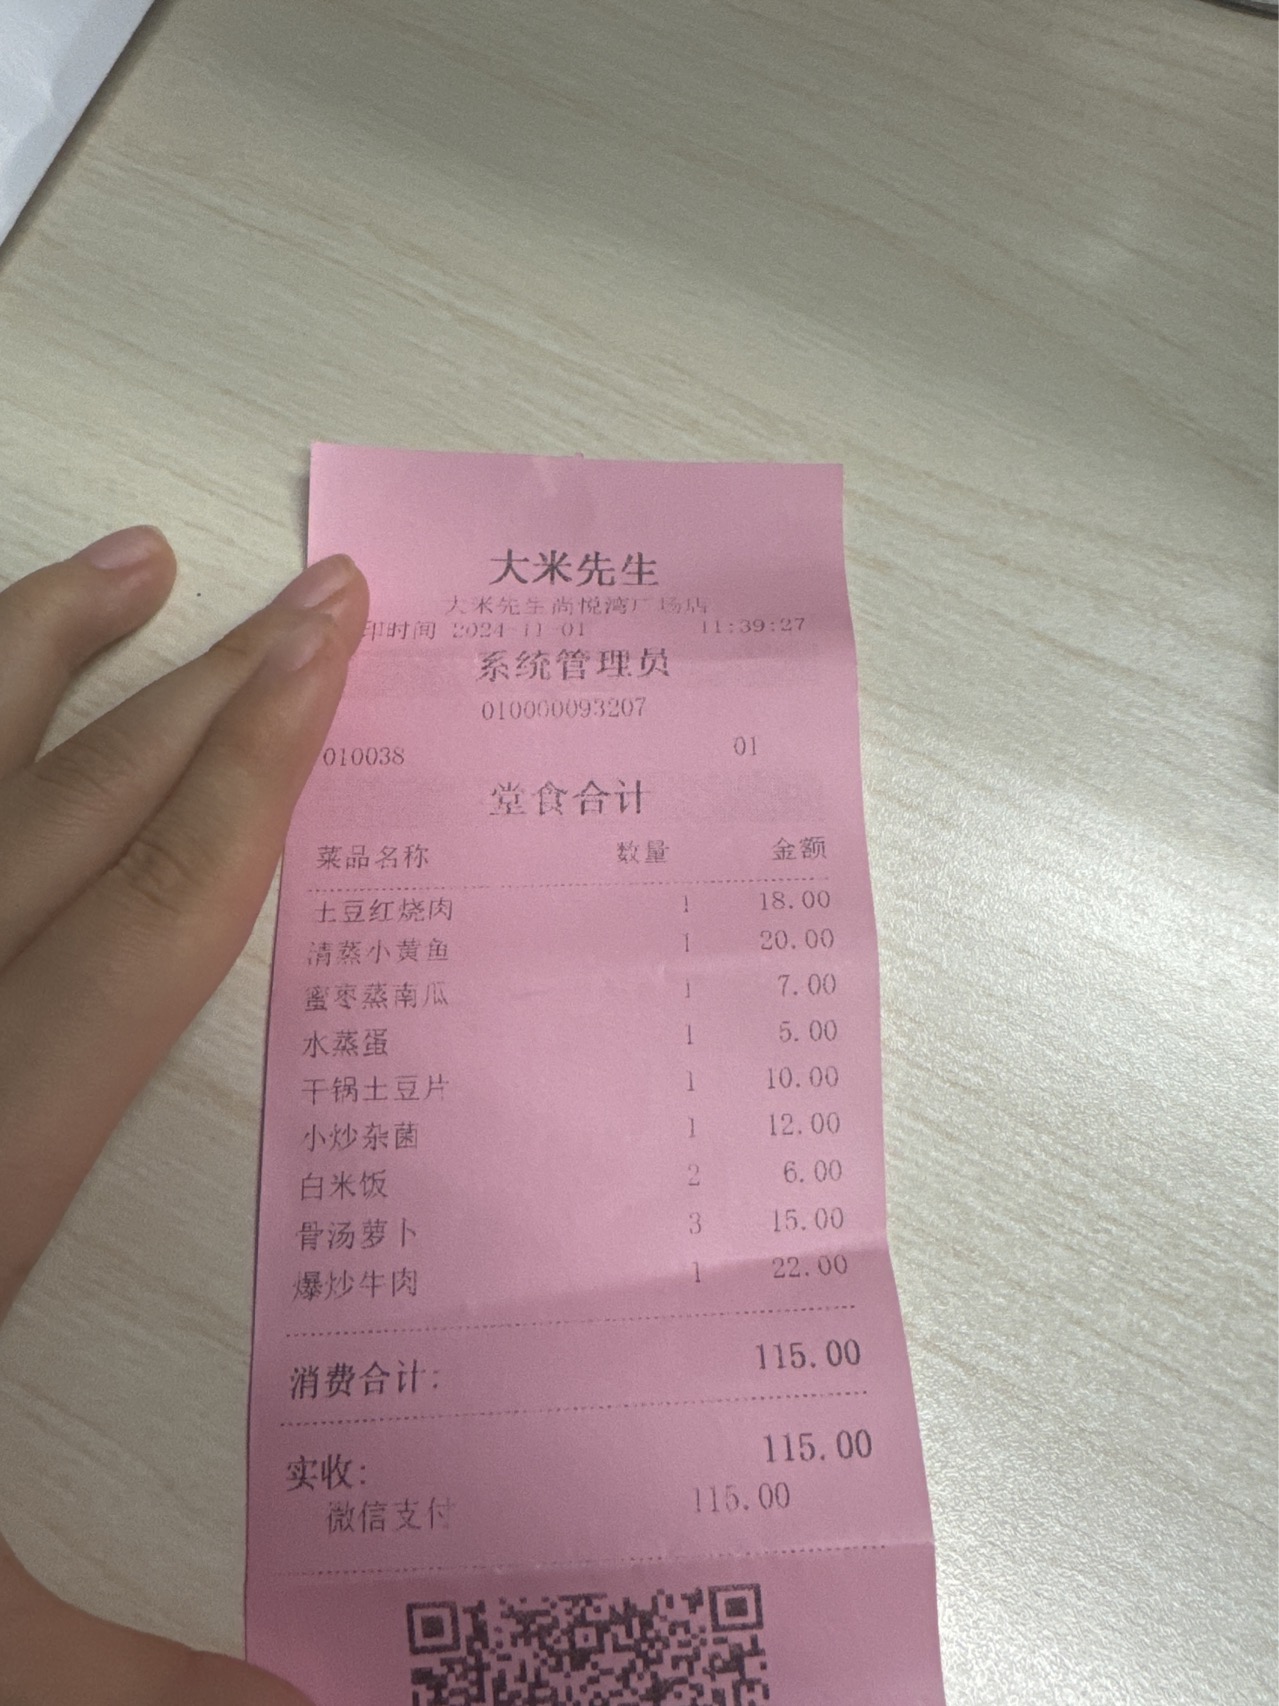 大米先生
大米先生尚悦湾广场店
印时间 2024-11-01 11:39:27
系统管理员
010000093207
010038 01
堂食合计
菜品名称 数量 金额
土豆红烧肉 1 18.00
清蒸小黄鱼 1 20.00
蜜枣蒸南瓜 1 7.00
水蒸蛋 1 5.00
干锅土豆片 1 10.00
小炒杂菌 1 12.00
白米饭 2 6.00
骨汤萝卜 3 15.00
爆炒牛肉 1 22.00
消费合计: 115.00
实收: 115.00
微信支付 115.00